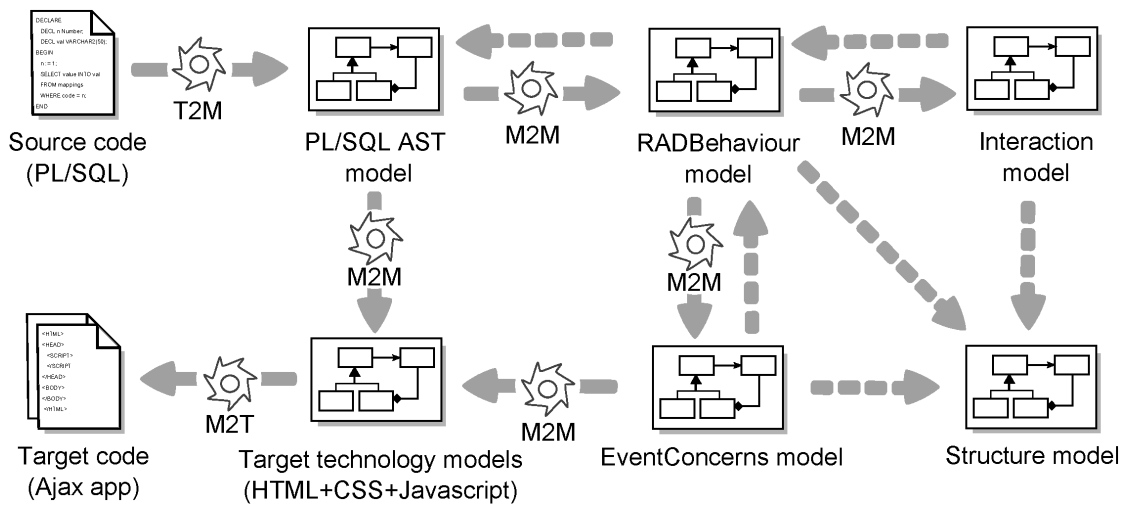 DECLARE
DECL n Number;
DECL val VARCHAR2(50);
BEGIN
n := 1;
SELECT value INTO val
FROM mappings
WHERE code = n;
END
Source code
(PL/SQL)
T2M
PL/SQL AST
model
M2M
RADBehaviour
model
M2M
Interaction
model
M2M
M2M
<HTML>
<HEAD>
<SCRIPT>
</SCRIPT
</HEAD>
<BODY>
</BODY>
</HTML>
Target code
(Ajax app)
M2T
Target technology models
(HTML+CSS+Javascript)
M2M
EventConcerns model
Structure model